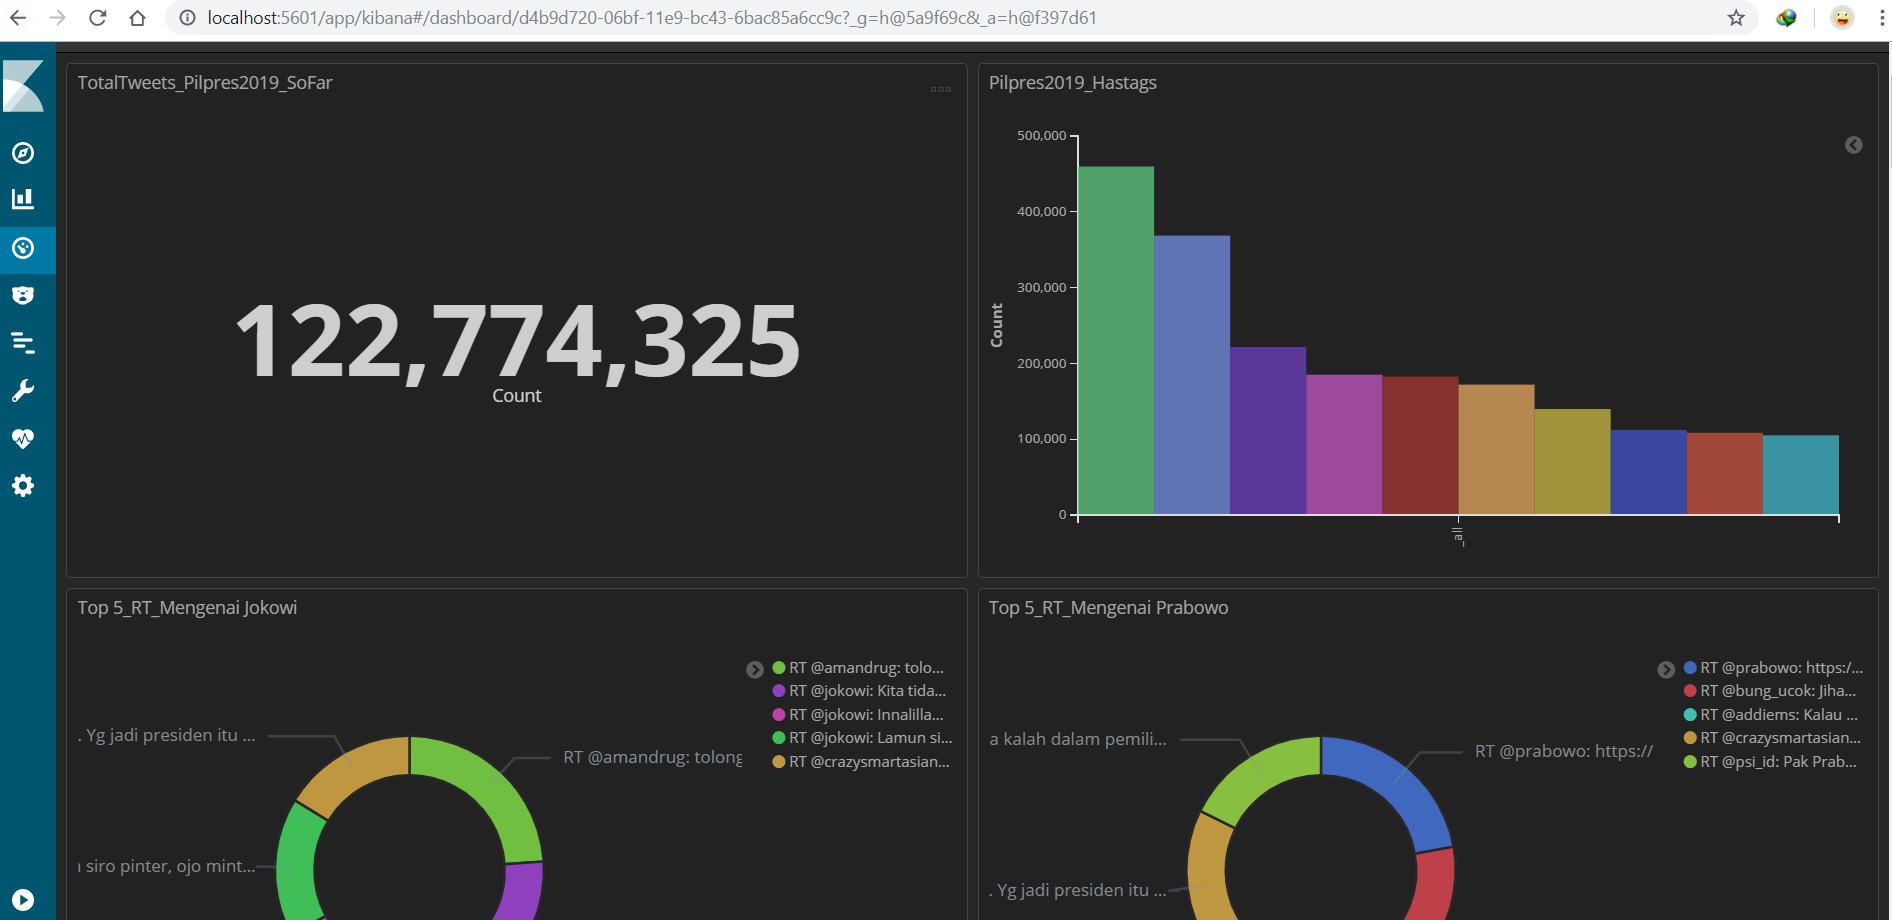 localhost:5601/app/kibana#/dashboard/d4b9d720-06bf-11e9-bc43-6bac85a6cc9c?_g=h@5a9f69c&_a=h@f397d61
TotalTweets_Pilpres2019_SoFar
122,774,325
Count
Pilpres2019_Hastags
500,000
400,000
300,000
200,000
100,000
0
Count
_all
Top 5_RT_Mengenai Jokowi
RT @amandrug: tolo...
RT @jokowi: Kita tida...
RT @jokowi: Innalilla...
RT @jokowi: Lamun si...
RT @crazysmartasian...
. Yg jadi presiden itu ...
RT @amandrug: tolong
siro pinter, ojo mint...
Top 5_RT_Mengenai Prabowo
RT @prabowo: https:/...
RT @bung_ucok: Jiha...
RT @addiems: Kalau ...
RT @crazysmartasian...
RT @psi_id: Pak Prab...
a kalah dalam pemili...
RT @prabowo: https://
. Yg jadi presiden itu ...